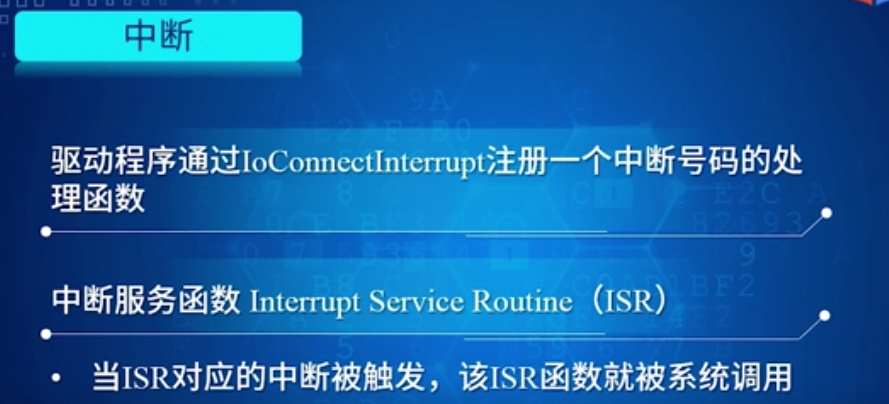 中断
驱动程序通过IoConnectInterrupt注册一个中断号码的处
理函数
中断服务函数 Interrupt Service Routine（ISR）
• 当ISR对应的中断被触发，该ISR函数就被系统调用